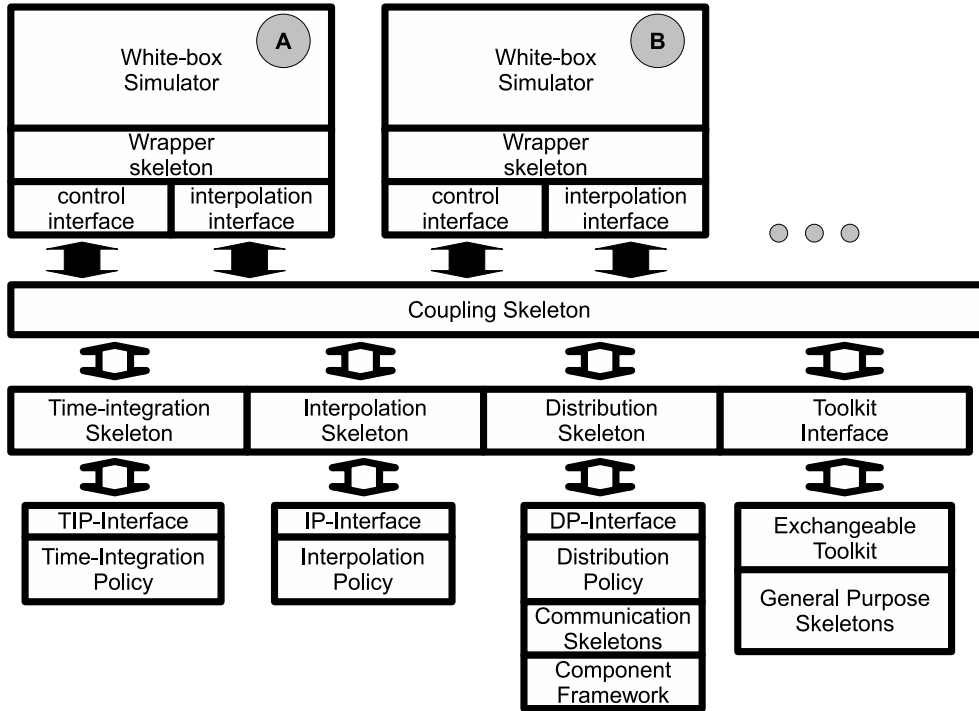 A
White-box
Simulator
Wrapper
skeleton
control
interface
interpolation
interface
B
White-box
Simulator
Wrapper
skeleton
control
interface
interpolation
interface
Coupling Skeleton
Time-integration
Skeleton
Interpolation
Skeleton
Distribution
Skeleton
Toolkit
Interface
TIP-Interface
Time-Integration
Policy
IP-Interface
Interpolation
Policy
DP-Interface
Distribution
Policy
Communication
Skeletons
Component
Framework
Exchangeable
Toolkit
General Purpose
Skeletons